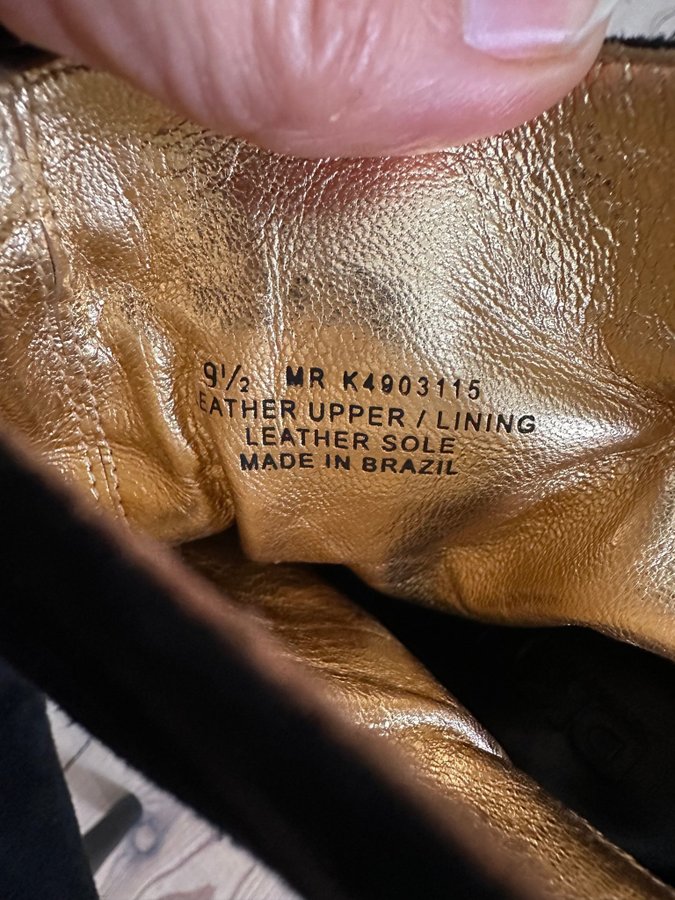 9½ MR K4903115
EATHER UPPER / LINING
LEATHER SOLE
MADE IN BRAZIL